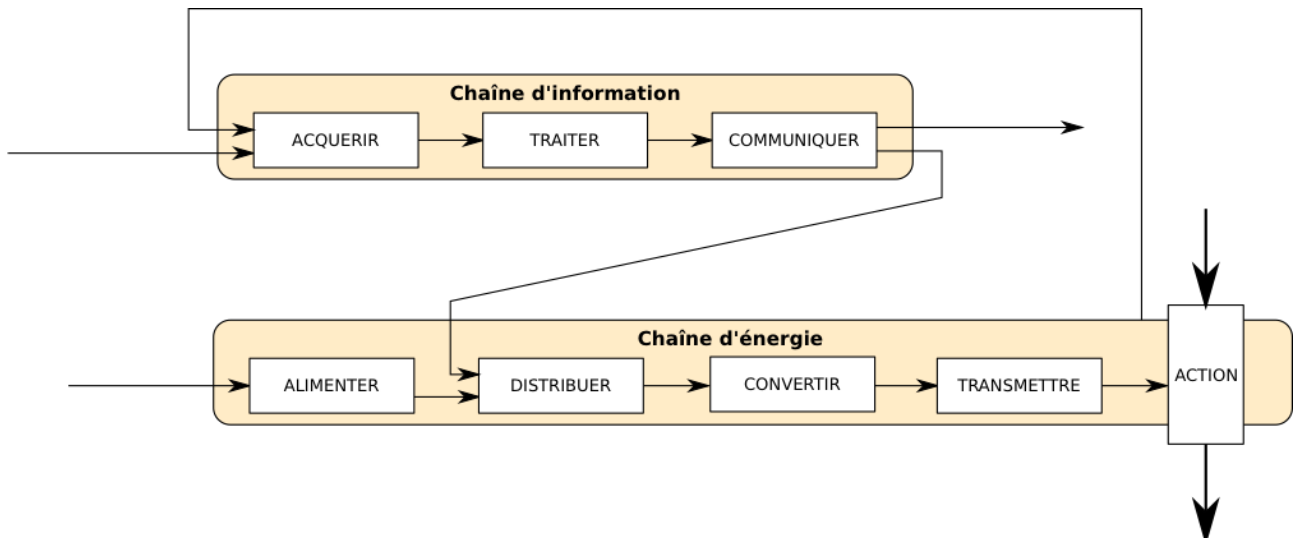 Chaîne d'information
ACQUERIR
TRAITER
COMMUNIQUER
Chaîne d'énergie
ALIMENTER
DISTRIBUER
CONVERTIR
TRANSMETTRE
ACTION